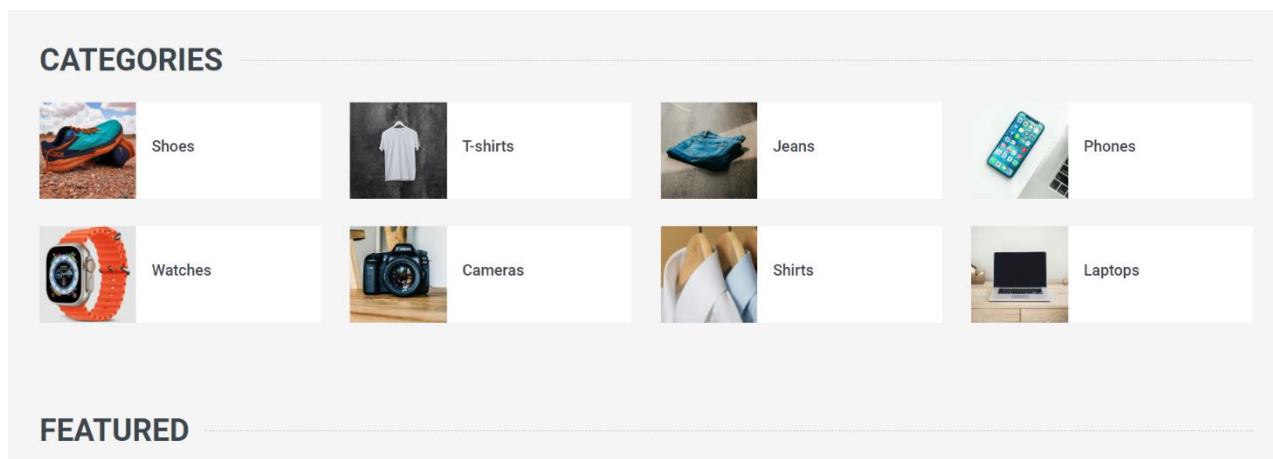 CATEGORIES
Shoes
T-shirts
Jeans
Phones
Watches
Cameras
Shirts
Laptops
FEATURED